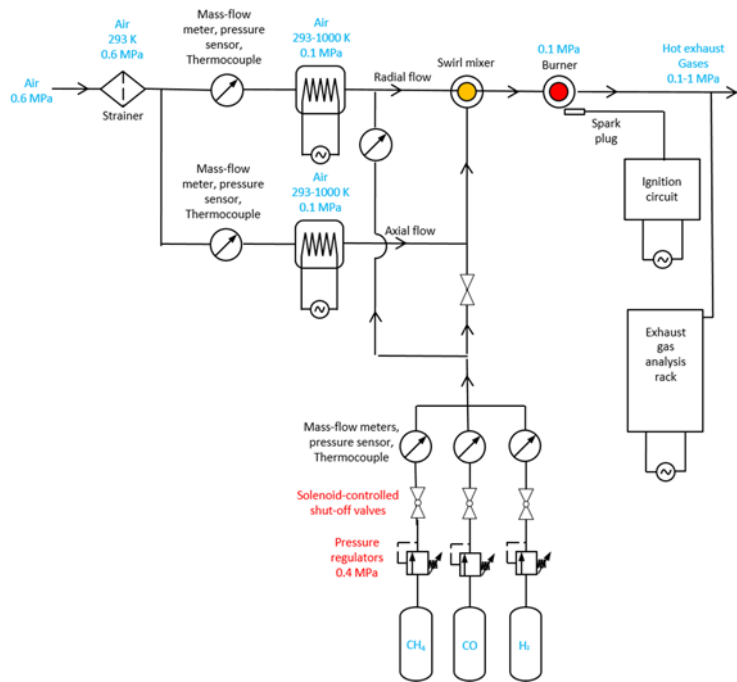 Air
0.6 MPa
Air
293 K
0.6 MPa
Strainer
Mass-flow
meter, pressure
sensor,
Thermocouple
Air
293-1000 K
0.1 MPa
Radial flow
Swirl mixer
0.1 MPa
Burner
Hot exhaust
Gases
0.1-1 MPa
Spark
plug
Ignition
circuit
Mass-flow
meter, pressure
sensor,
Thermocouple
Air
293-1000 K
0.1 MPa
Axial flow
Exhaust
gas
analysis
rack
Mass-flow meters,
pressure sensor,
Thermocouple
Solenoid-controlled
shut-off valves
Pressure
regulators
0.4 MPa
CH₄
CO
H₂